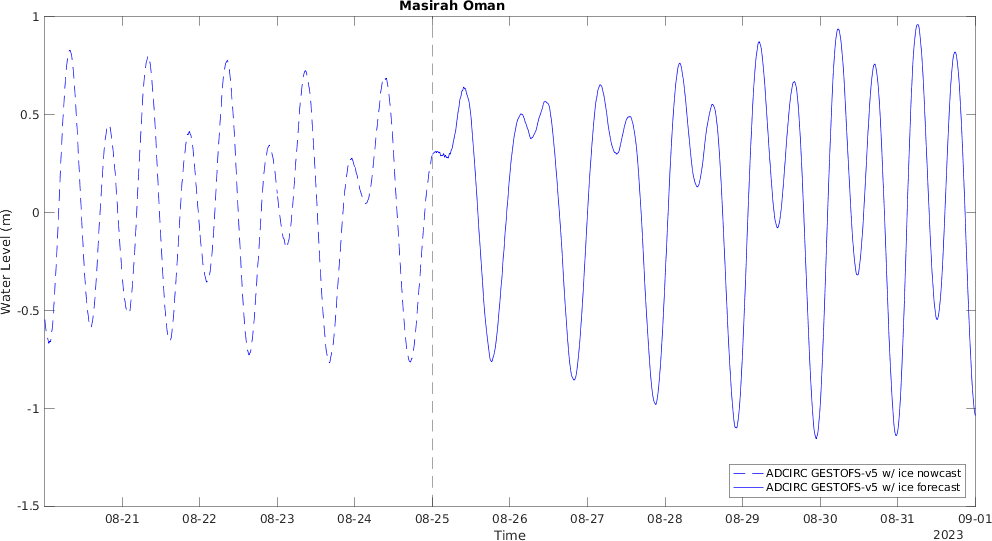 Masirah Oman
Water Level (m)
1
0.5
0
-0.5
-1
-1.5
08-21 08-22 08-23 08-24 08-25 08-26 08-27 08-28 08-29 08-30 08-31 09-01
2023
Time
ADCIRC GESTOFS-v5 w/ ice nowcast
ADCIRC GESTOFS-v5 w/ ice forecast